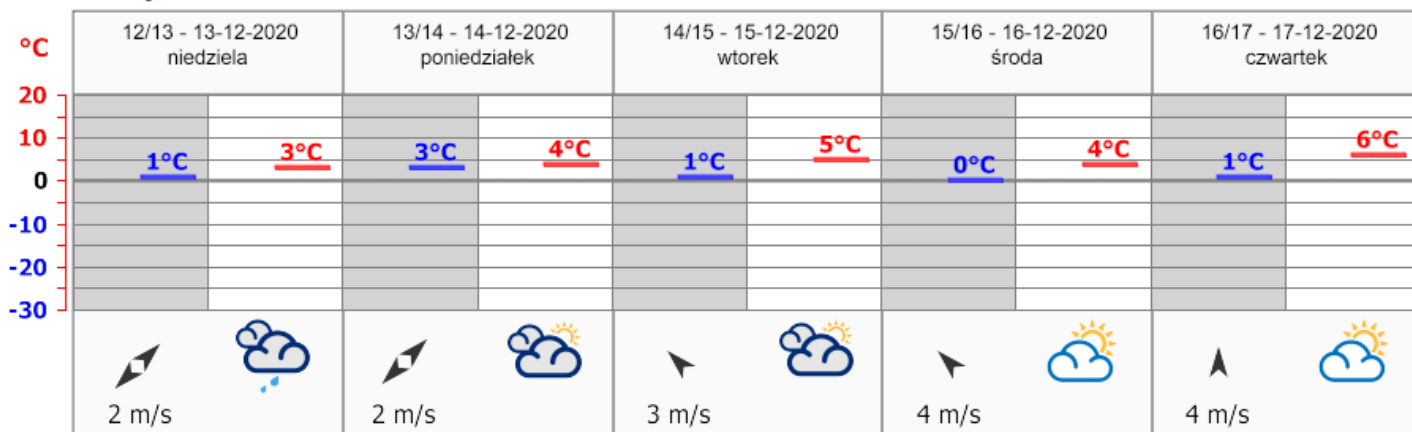 12/13 - 13-12-2020
niedziela
13/14 - 14-12-2020
poniedziałek
14/15 - 15-12-2020
wtorek
15/16 - 16-12-2020
środa
16/17 - 17-12-2020
czwartek
°C
20
10
0
-10
-20
-30
1°C
3°C
3°C
4°C
1°C
5°C
0°C
4°C
1°C
6°C
2 m/s
2 m/s
3 m/s
4 m/s
4 m/s